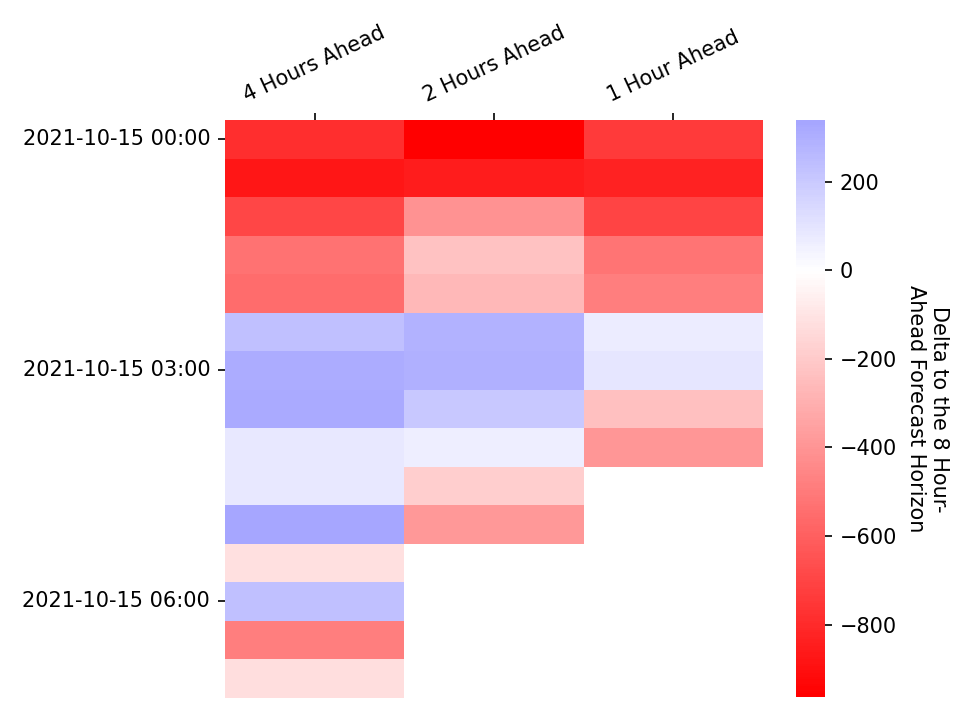 4 Hours Ahead
2 Hours Ahead
1 Hour Ahead
2021-10-15 00:00
2021-10-15 03:00
2021-10-15 06:00
200
0
−200
−400
−600
−800
Delta to the 8 Hour-
Ahead Forecast Horizon